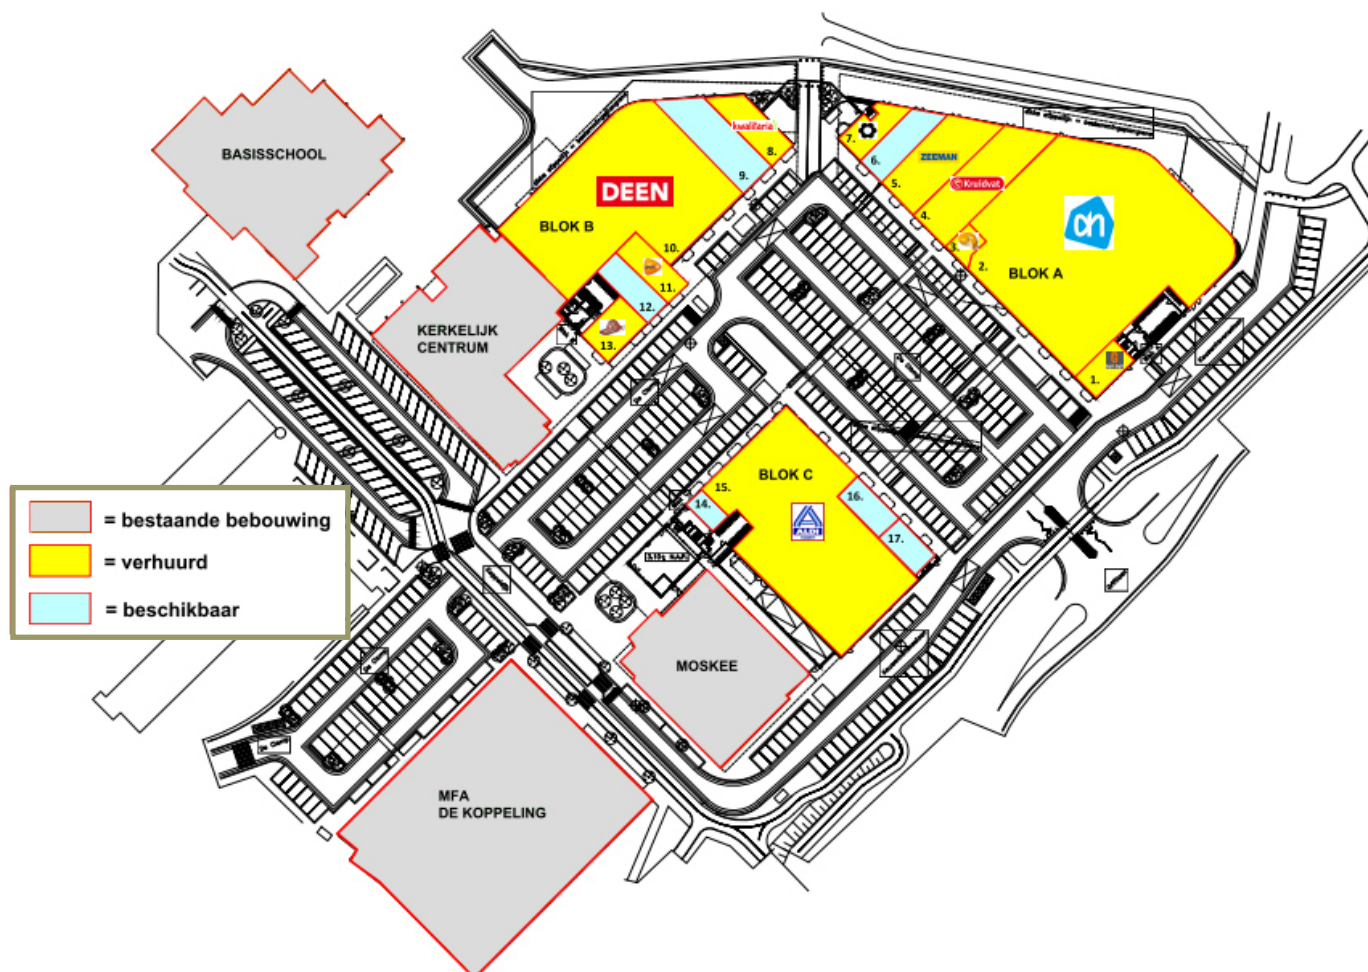 BASISSCHOOL
kwalitaria
8.
9.
DEEN
BLOK B
10.
11.
12.
13.
KERKELIJK
CENTRUM
7.
6.
ZEEMAN
5.
Kruidvat
4.
3.
2.
BLOK A
1.
BLOK C
15.
14.
16.
ALDI
17.
= bestaande bebouwing
= verhuurd
= beschikbaar
MOSKEE
MFA
DE KOPPELING